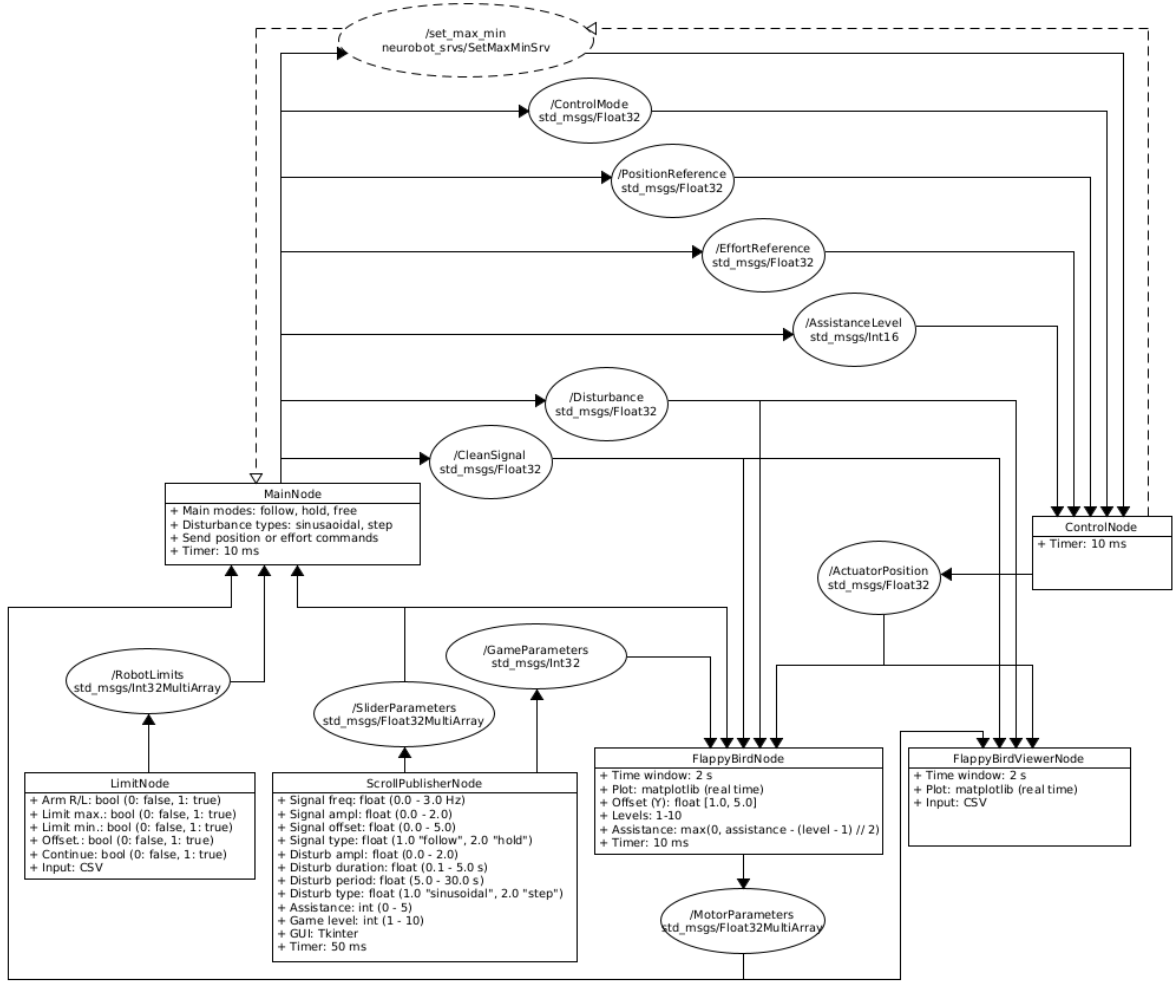 /set_max_min
neurobot_srvs/SetMaxMinSrv
/ControlMode
std_msgs/Float32
/PositionReference
std_msgs/Float32
/EffortReference
std_msgs/Float32
/AssistanceLevel
std_msgs/Int16
/Disturbance
std_msgs/Float32
/CleanSignal
std_msgs/Float32
MainNode
+ Main modes: follow, hold, free
+ Disturbance types: sinusaoidal, step
+ Send position or effort commands
+ Timer: 10 ms
ControlNode
+ Timer: 10 ms
/ActuatorPosition
std_msgs/Float32
/RobotLimits
std_msgs/Int32MultiArray
/SliderParameters
std_msgs/Float32MultiArray
/GameParameters
std_msgs/Int32
LimitNode
+ Arm R/L: bool (0: false, 1: true)
+ Limit max.: bool (0: false, 1: true)
+ Limit min.: bool (0: false, 1: true)
+ Offset.: bool (0: false, 1: true)
+ Continue: bool (0: false, 1: true)
+ Input: CSV
ScrollPublisherNode
+ Signal freq: float (0.0 - 3.0 Hz)
+ Signal ampl: float (0.0 - 2.0)
+ Signal offset: float (0.0 - 5.0)
+ Signal type: float (1.0 "follow", 2.0 "hold")
+ Disturb ampl: float (0.0 - 2.0)
+ Disturb duration: float (0.1 - 5.0 s)
+ Disturb period: float (5.0 - 30.0 s)
+ Disturb type: float (1.0 "sinusoidal", 2.0 "step")
+ Assistance: int (0 - 5)
+ Game level: int (1 - 10)
+ GUI: Tkinter
+ Timer: 50 ms
FlappyBirdNode
+ Time window: 2 s
+ Plot: matplotlib (real time)
+ Offset (Y): float [1.0, 5.0]
+ Levels: 1-10
+ Assistance: max(0, assistance - (level - 1) // 2)
+ Timer: 10 ms
FlappyBirdViewerNode
+ Time window: 2 s
+ Plot: matplotlib (real time)
+ Input: CSV
/MotorParameters
std_msgs/Float32MultiArray